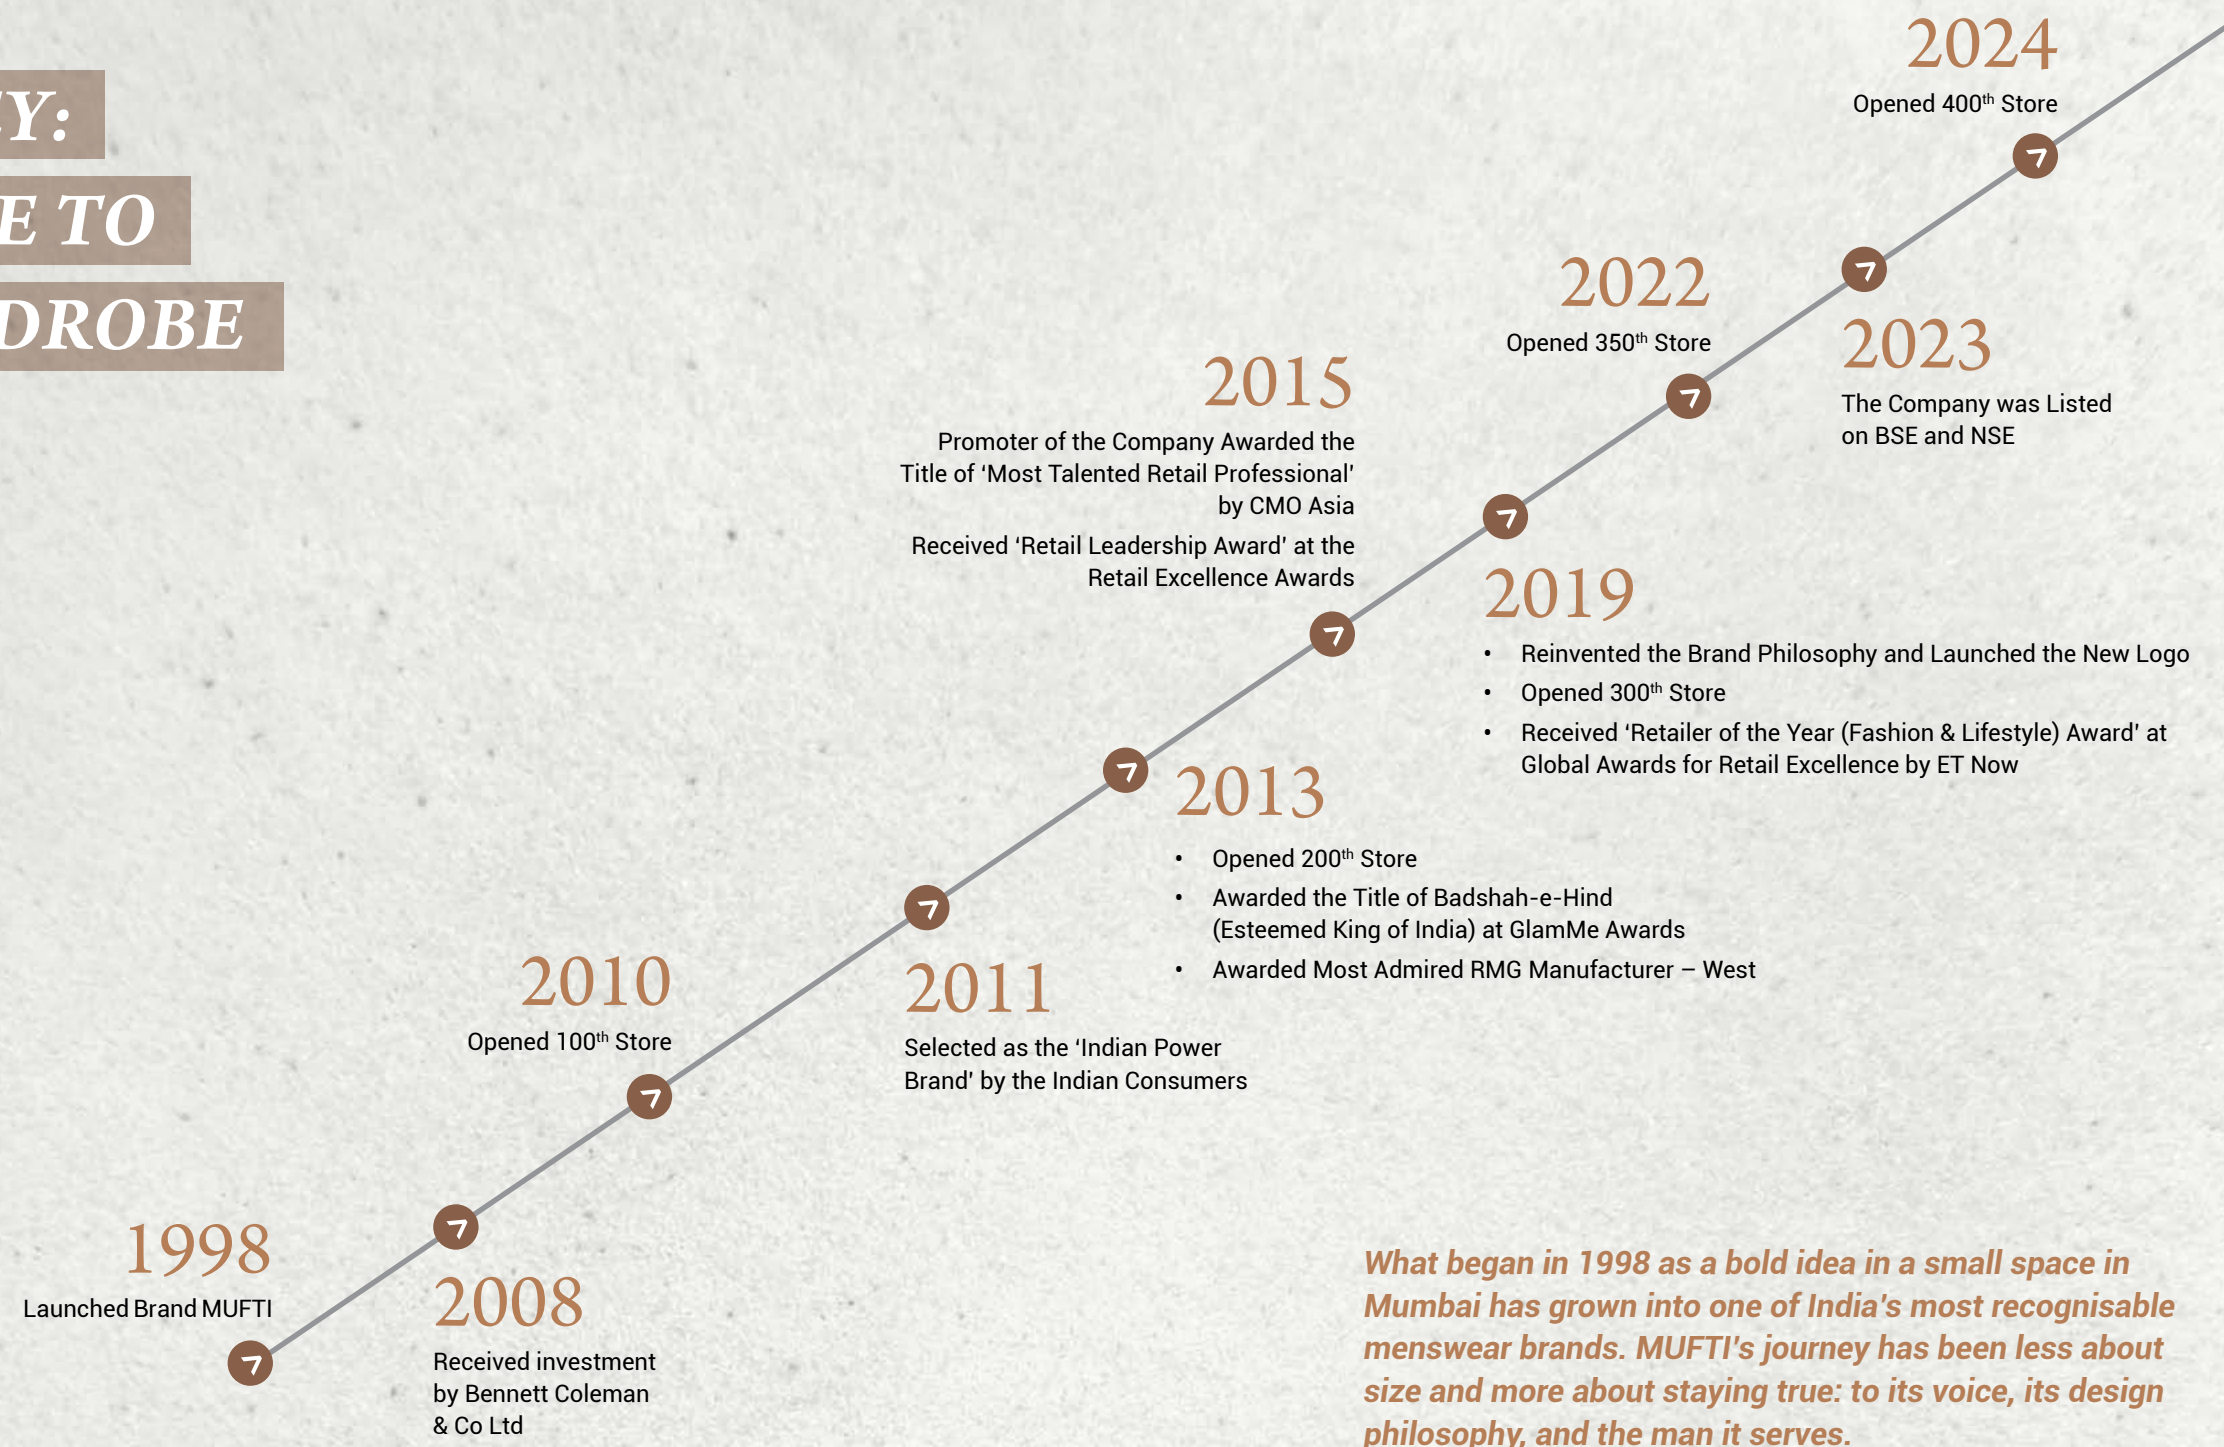 Y:
E TO
DROBE
1998
Launched Brand MUFTI
2008
Received investment
by Bennett Coleman
& Co Ltd
2010
Opened 100th Store
2011
Selected as the ‘Indian Power
Brand’ by the Indian Consumers
2013
• Opened 200th Store
• Awarded the Title of Badshah-e-Hind
(Esteemed King of India) at GlamMe Awards
• Awarded Most Admired RMG Manufacturer – West
2015
Promoter of the Company Awarded the
Title of ‘Most Talented Retail Professional’
by CMO Asia
Received ‘Retail Leadership Award’ at the
Retail Excellence Awards
2019
• Reinvented the Brand Philosophy and Launched the New Logo
• Opened 300th Store
• Received ‘Retailer of the Year (Fashion & Lifestyle) Award’ at
Global Awards for Retail Excellence by ET Now
2022
Opened 350th Store
2023
The Company was Listed
on BSE and NSE
2024
Opened 400th Store
What began in 1998 as a bold idea in a small space in
Mumbai has grown into one of India's most recognisable
menswear brands. MUFTI's journey has been less about
size and more about staying true: to its voice, its design
philosophy, and the man it serves.